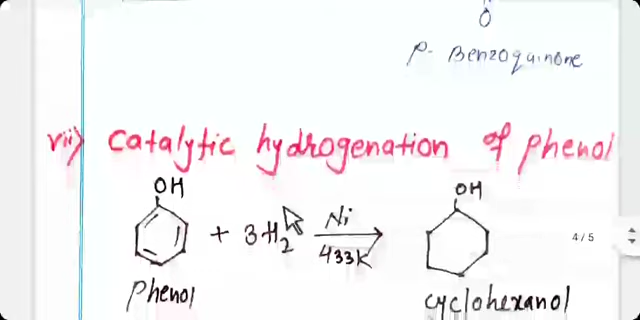 O
p- Benzoquinone
vii) catalytic hydrogenation of phenol
OH
OH
+ 3H2
Ni
433K
4/5
phenol
cyclohexanol